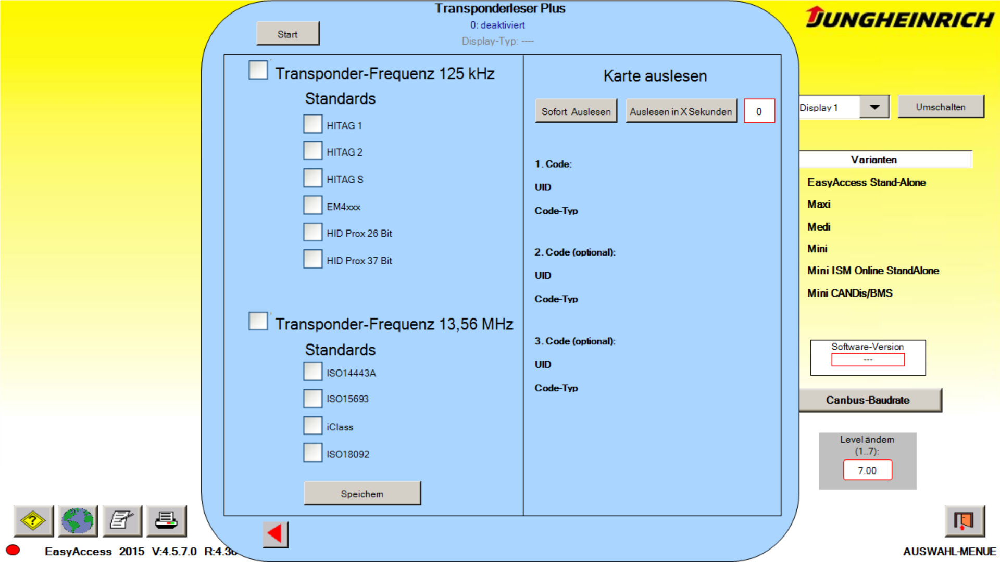 Transponderleser Plus
0: deaktiviert
Display-Typ: ----
Start
Transponder-Frequenz 125 kHz
Standards
HITAG 1
HITAG 2
HITAG S
EM4xxx
HID Prox 26 Bit
HID Prox 37 Bit
Transponder-Frequenz 13,56 MHz
Standards
ISO14443A
ISO15693
iClass
ISO18092
Speichern
Karte auslesen
Sofort Auslesen
Auslesen in X Sekunden
0
1. Code:
UID
Code-Typ
2. Code (optional):
UID
Code-Typ
3. Code (optional):
UID
Code-Typ
JUNGHEINRICH
Display 1
Umschalten
Varianten
EasyAccess Stand-Alone
Maxi
Medi
Mini
Mini ISM Online StandAlone
Mini CANDis/BMS
Software-Version
---
Canbus-Baudrate
Level ändern
(1..7):
7.00
?
EasyAccess 2015 V:4.5.7.0
AUSWAHL-MENUE